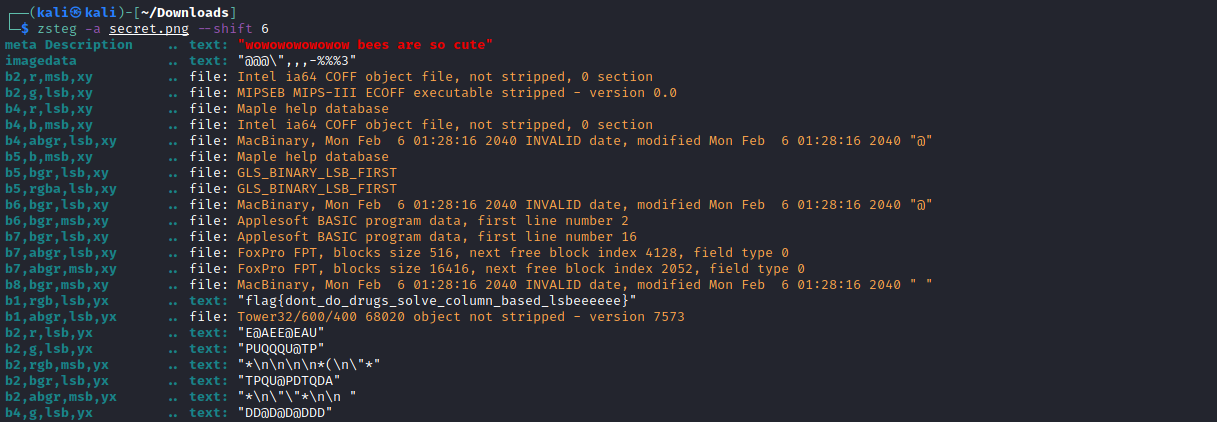 ┌──(kali㉿kali)-[~/Downloads]
└─$ zsteg -a secret.png --shift 6
meta Description    .. text: "wowowowowowow bees are so cute"
imagedata           .. text: "@@@\",,,-%%%3"
b2,r,msb,xy         .. file: Intel ia64 COFF object file, not stripped, 0 section
b2,g,lsb,xy         .. file: MIPSEB MIPS-III ECOFF executable stripped - version 0.0
b4,r,lsb,xy         .. file: Maple help database
b4,b,msb,xy         .. file: Intel ia64 COFF object file, not stripped, 0 section
b4,abgr,lsb,xy      .. file: MacBinary, Mon Feb  6 01:28:16 2040 INVALID date, modified Mon Feb  6 01:28:16 2040 "@"
b5,b,msb,xy         .. file: Maple help database
b5,bgr,lsb,xy       .. file: GLS_BINARY_LSB_FIRST
b5,rgba,lsb,xy      .. file: GLS_BINARY_LSB_FIRST
b6,bgr,lsb,xy       .. file: MacBinary, Mon Feb  6 01:28:16 2040 INVALID date, modified Mon Feb  6 01:28:16 2040 "@"
b6,bgr,msb,xy       .. file: Applesoft BASIC program data, first line number 2
b7,bgr,lsb,xy       .. file: Applesoft BASIC program data, first line number 16
b7,abgr,lsb,xy      .. file: FoxPro FPT, blocks size 516, next free block index 4128, field type 0
b7,abgr,msb,xy      .. file: FoxPro FPT, blocks size 16416, next free block index 2052, field type 0
b8,bgr,msb,xy       .. file: MacBinary, Mon Feb  6 01:28:16 2040 INVALID date, modified Mon Feb  6 01:28:16 2040 " "
b1,rgb,lsb,yx       .. text: "flag{dont_do_drugs_solve_column_based_lsbeeeeee}"
b1,abgr,lsb,yx      .. file: Tower32/600/400 68020 object not stripped - version 7573
b2,r,lsb,yx         .. text: "E@AEE@EAU"
b2,g,lsb,yx         .. text: "PUQQQU@TP"
b2,rgb,msb,yx       .. text: "*\n\n\n\n*(\n\"*"
b2,bgr,lsb,yx       .. text: "TPQU@PDTQDA"
b2,abgr,msb,yx      .. text: "*\n\"\"*\n\n "
b4,g,lsb,yx         .. text: "DD@D@D@DDD"